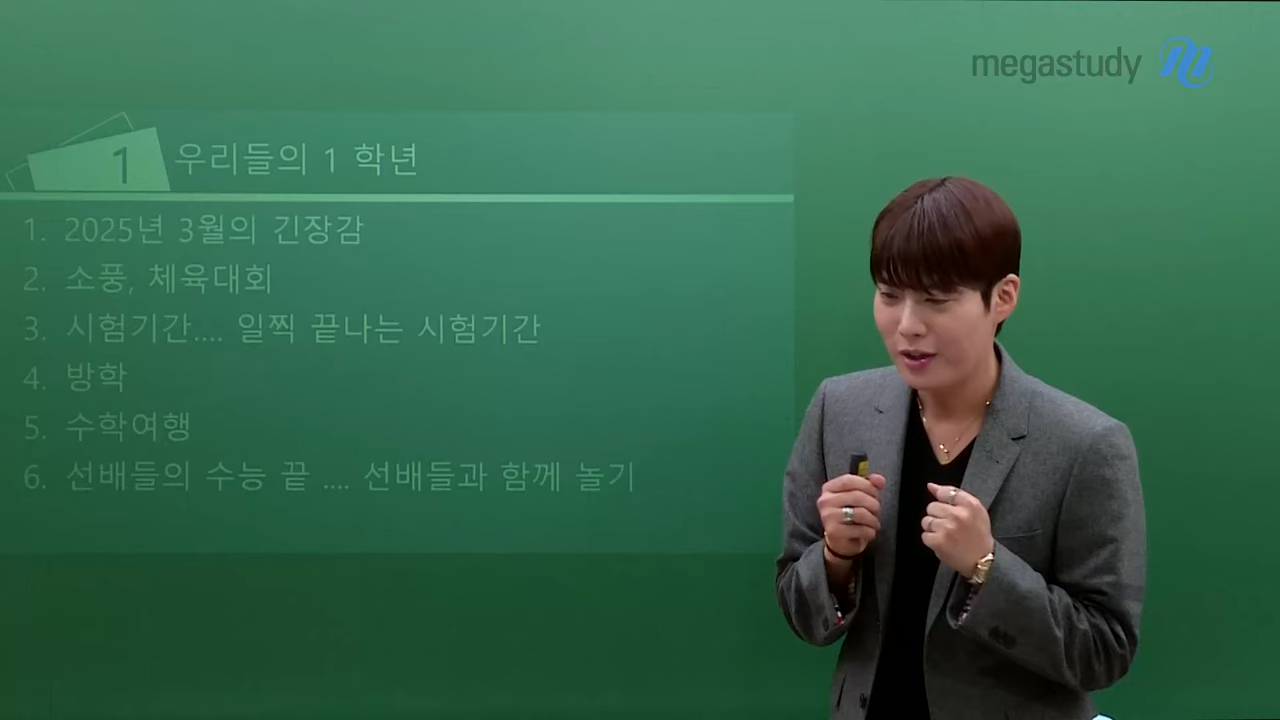 megastudy
1 우리들의 1 학년
1. 2025년 3월의 긴장감
2. 소풍, 체육대회
3. 시험기간.... 일찍 끝나는 시험기간
4. 방학
5. 수학여행
6. 선배들의 수능 끝 .... 선배들과 함께 놀기